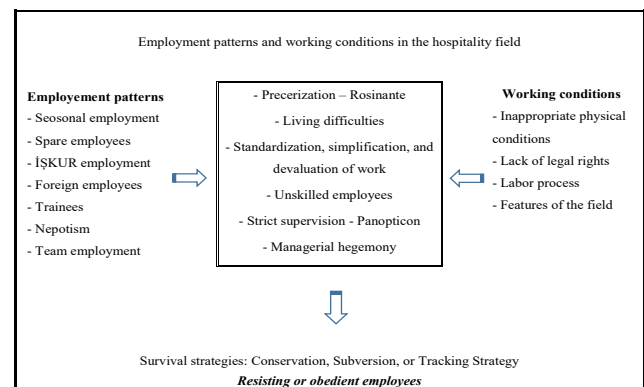 Employment patterns and working conditions in the hospitality field
Employement patterns
- Seosonal employment
- Spare employees
- İŞKUR employment
- Foreign employees
- Trainees
- Nepotism
- Team employment
- Precerization – Rosinante
- Living difficulties
- Standardization, simplification, and
devaluation of work
- Unskilled employees
- Strict supervision - Panopticon
- Managerial hegemony
Working conditions
- Inappropriate physical
conditions
- Lack of legal rights
- Labor process
- Features of the field
Survival strategies: Conservation, Subversion, or Tracking Strategy
Resisting or obedient employees